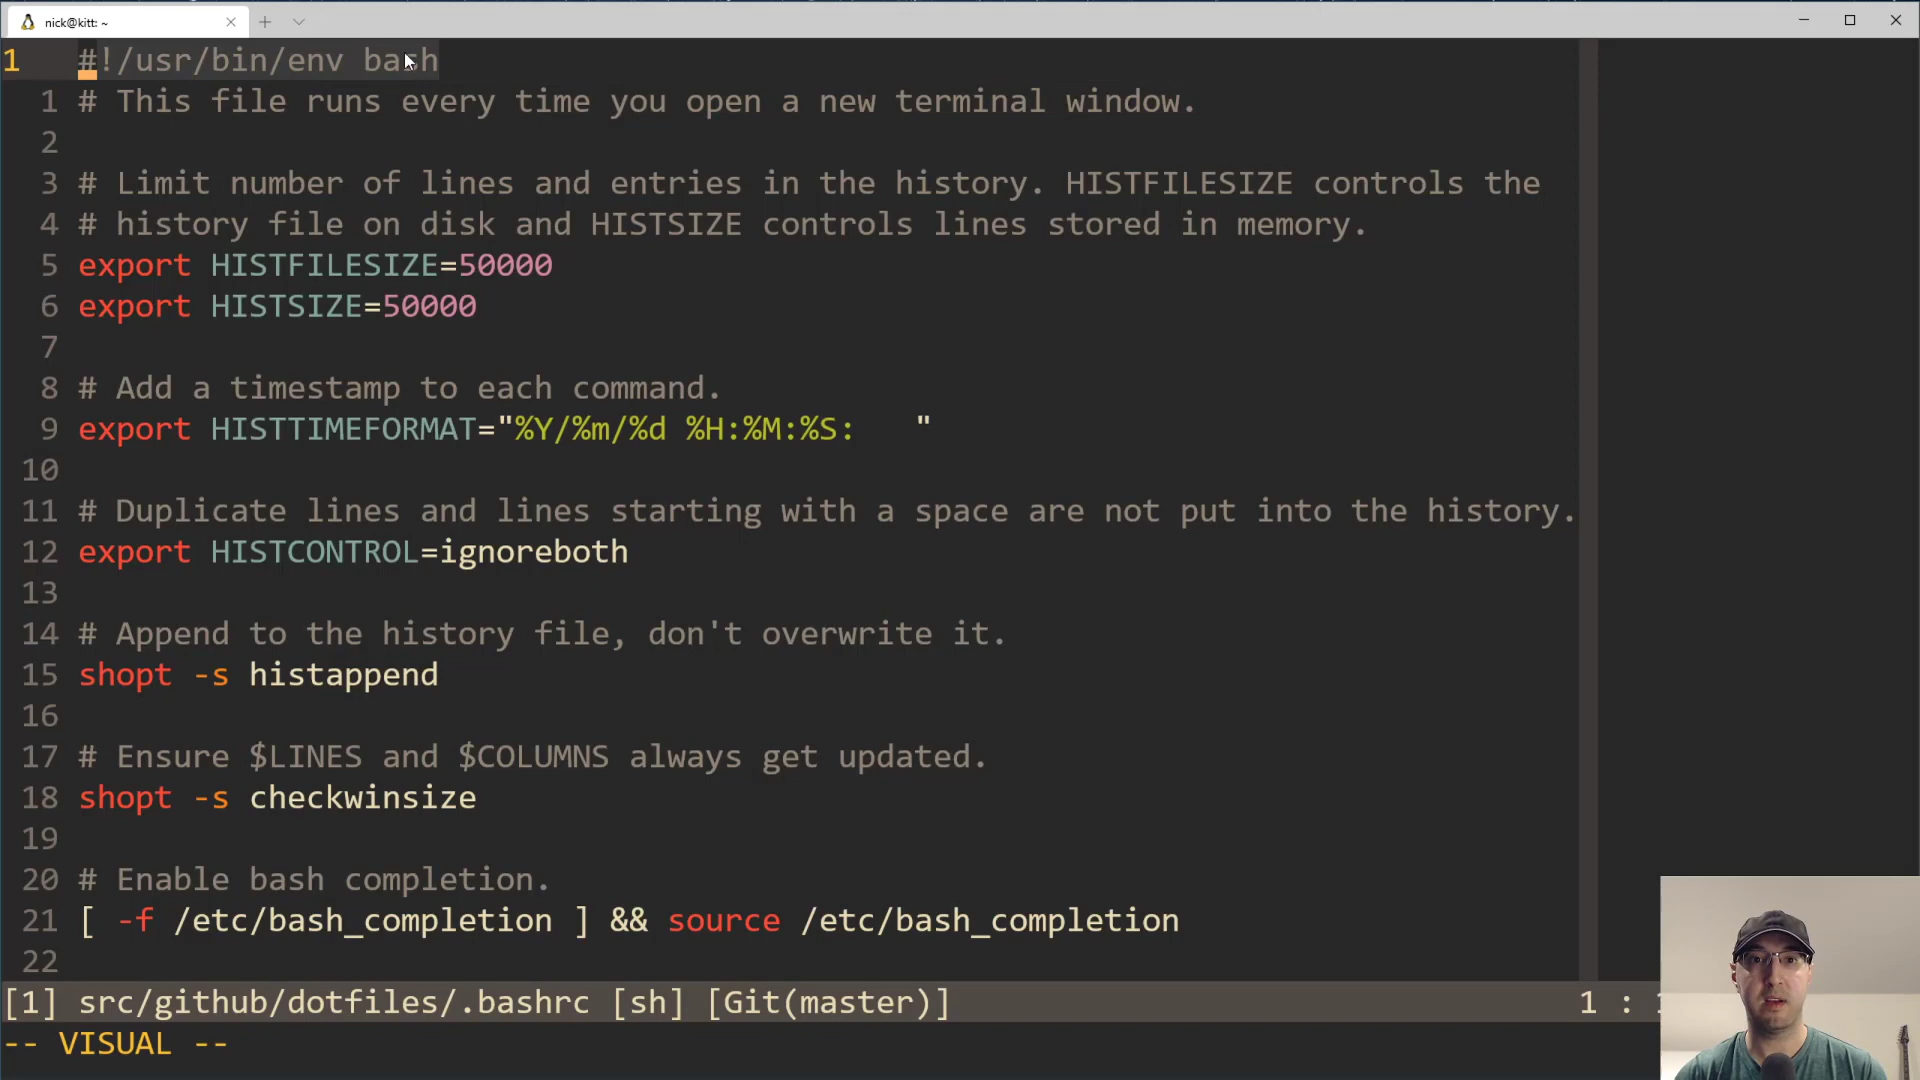 nick@kitt: ~
1 #!/usr/bin/env bash
1 # This file runs every time you open a new terminal window.
2
3 # Limit number of lines and entries in the history. HISTFILESIZE controls the
4 # history file on disk and HISTSIZE controls lines stored in memory.
5 export HISTFILESIZE=50000
6 export HISTSIZE=50000
7
8 # Add a timestamp to each command.
9 export HISTTIMEFORMAT="%Y/%m/%d %H:%M:%S:   "
10
11 # Duplicate lines and lines starting with a space are not put into the history.
12 export HISTCONTROL=ignoreboth
13
14 # Append to the history file, don't overwrite it.
15 shopt -s histappend
16
17 # Ensure $LINES and $COLUMNS always get updated.
18 shopt -s checkwinsize
19
20 # Enable bash completion.
21 [ -f /etc/bash_completion ] && source /etc/bash_completion
22
[1] src/github/dotfiles/.bashrc [sh] [Git(master)] 1 :
-- VISUAL --